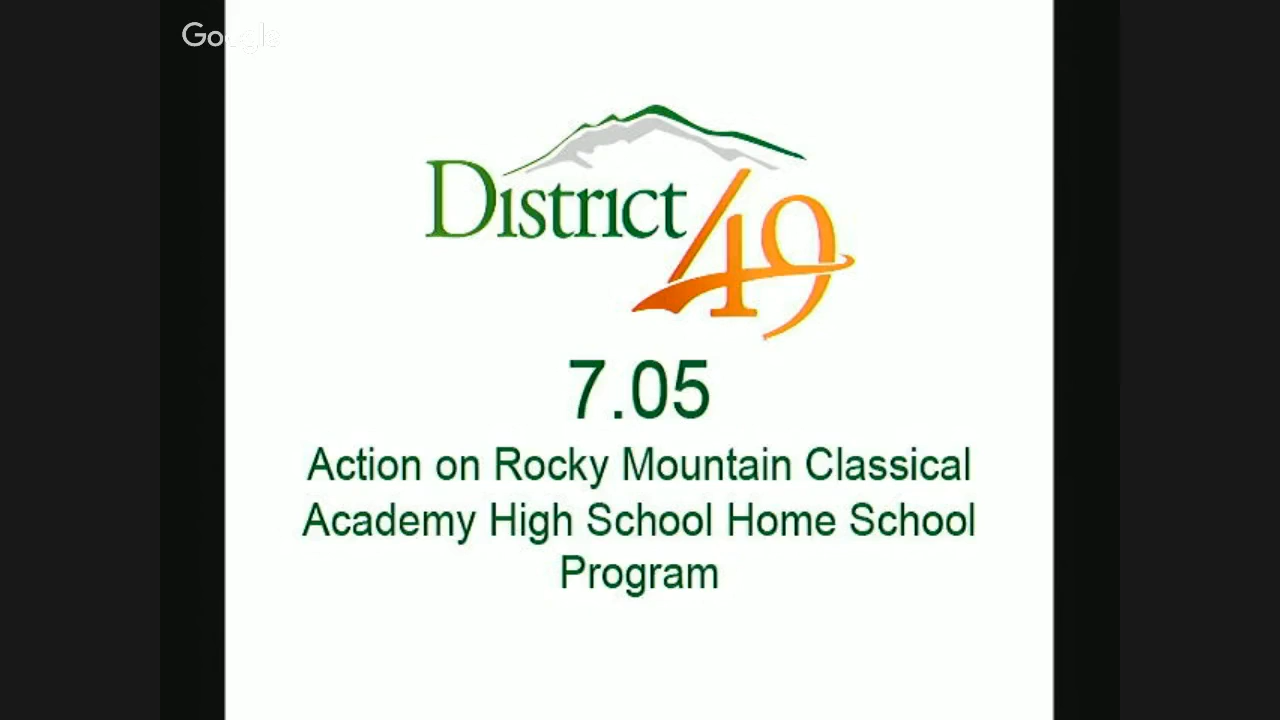 Google
District 49
7.05
Action on Rocky Mountain Classical
Academy High School Home School
Program